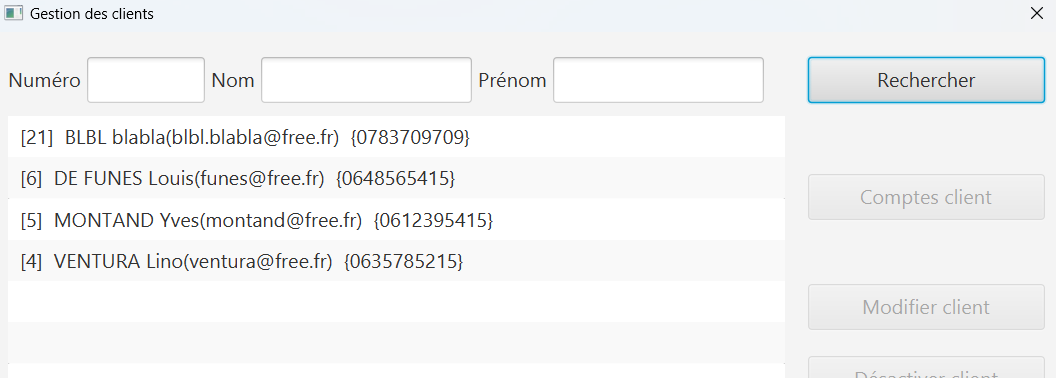 Gestion des clients
Numéro Nom Prénom Rechercher
[21] BLBL blabla(blbl.blabla@free.fr) {0783709709}
[6] DE FUNES Louis(funes@free.fr) {0648565415}
Comptes client
[5] MONTAND Yves(montand@free.fr) {0612395415}
[4] VENTURA Lino(ventura@free.fr) {0635785215}
Modifier client
Désactiver client